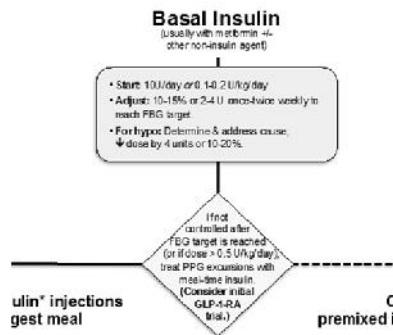 Basal Insulin
(usually with metformin +/-
other non-insulin agent)
• Start: 10U/day or 0.1-0.2 U/kg/day
• Adjust: 10-15% or 2-4 U once-twice weekly to
reach FBG target.
• For hypo: Determine & address cause;
↓ dose by 4 units or 10-20%.
If not
controlled after
FBG target is reached
(or if dose > 0.5 U/kg/day),
treat PPG excursions with
meal-time insulin.
(Consider initial
GLP-1-RA
trial.)
ulin* injections
gest meal
C
premixed i